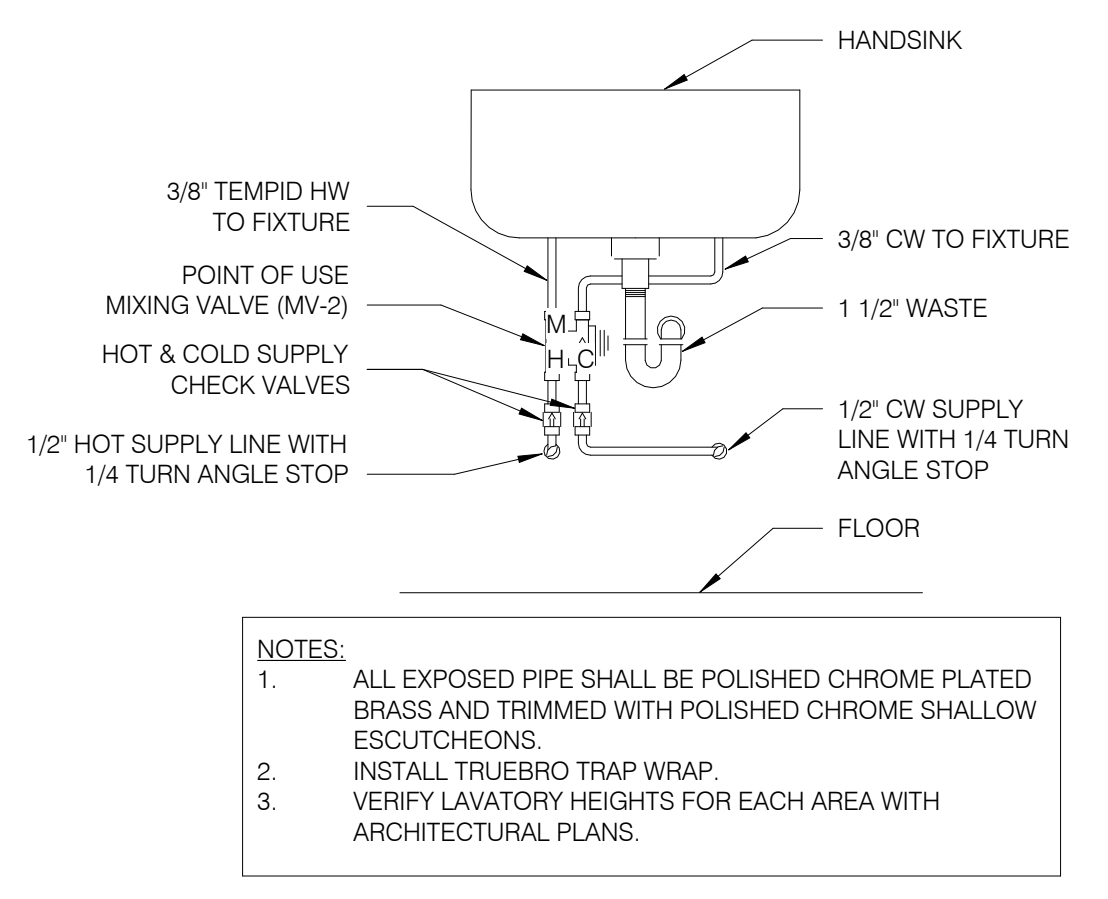 HANDSINK
3/8" TEMPID HW
TO FIXTURE
POINT OF USE
MIXING VALVE (MV-2)
HOT & COLD SUPPLY
CHECK VALVES
1/2" HOT SUPPLY LINE WITH
1/4 TURN ANGLE STOP
M
H
C
3/8" CW TO FIXTURE
1 1/2" WASTE
1/2" CW SUPPLY
LINE WITH 1/4 TURN
ANGLE STOP
FLOOR
NOTES:
1. ALL EXPOSED PIPE SHALL BE POLISHED CHROME PLATED
BRASS AND TRIMMED WITH POLISHED CHROME SHALLOW
ESCUTCHEONS.
2. INSTALL TRUEBRO TRAP WRAP.
3. VERIFY LAVATORY HEIGHTS FOR EACH AREA WITH
ARCHITECTURAL PLANS.